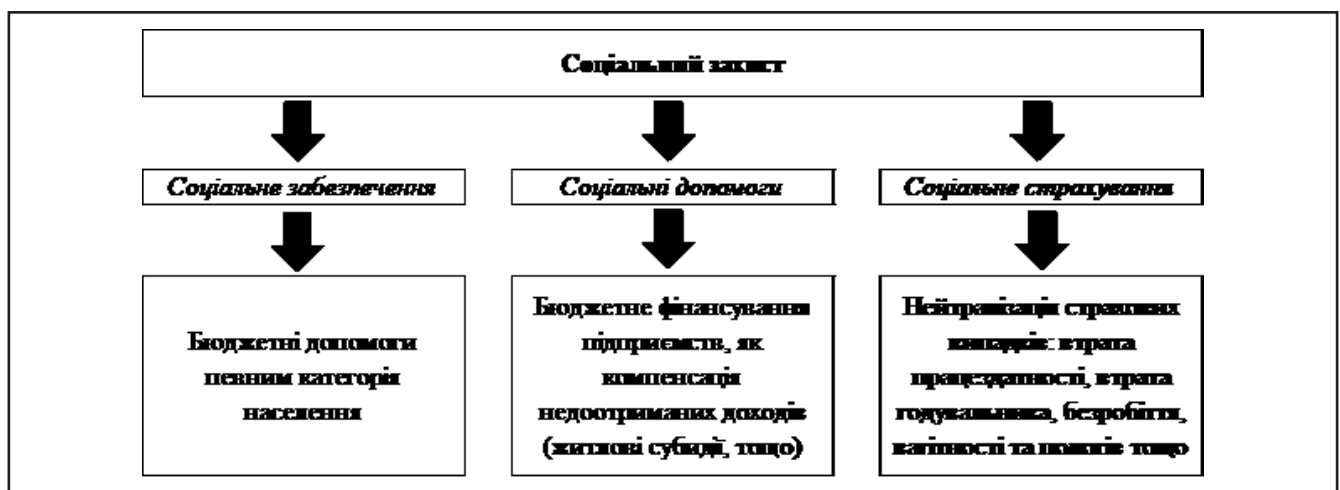 Соціальний захист
Соціальне забезпечення
Соціальні допомоги
Соціальне страхування
Бюджетні допомоги
певним категорія
населення
Бюджетне фінансування
підприємств, як
компенсація
недоотриманих доходів
(житлові субидії, тощо)
Нейтралізація страхових
випадків: втрата
працездатності, втрата
годувальника, безробіття,
вагітності та пологів тощо